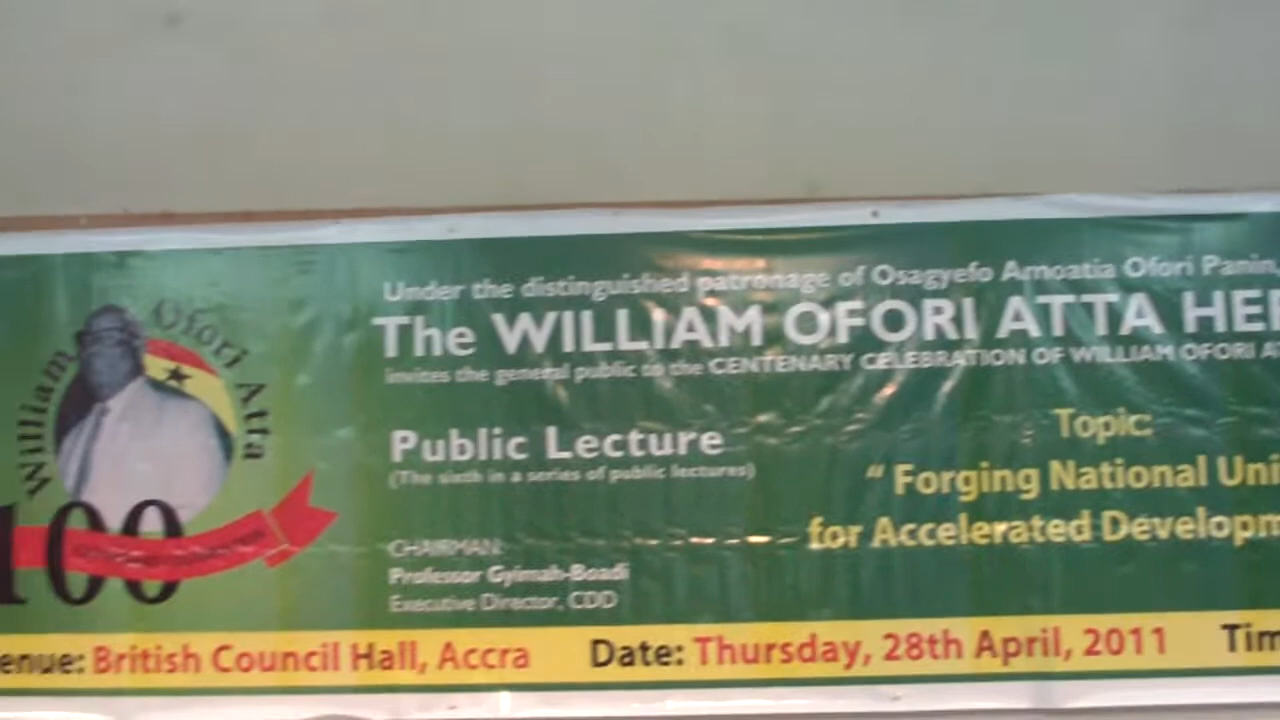 William Ofori Atta
100
Under the distinguished patronage of Osagyefo Amoatia Ofori Panin,
The WILLIAM OFORI ATTA HE
Invites the general public to the CENTENARY CELEBRATION OF WILLIAM OFORI A
Public Lecture
(The sixth in a series of public lectures)
Topic:
“ Forging National Uni
for Accelerated Developm
CHAIRMAN:
Professor Gyimah-Boadi
Executive Director, CDD
enue: British Council Hall, Accra Date: Thursday, 28th April, 2011 Tim